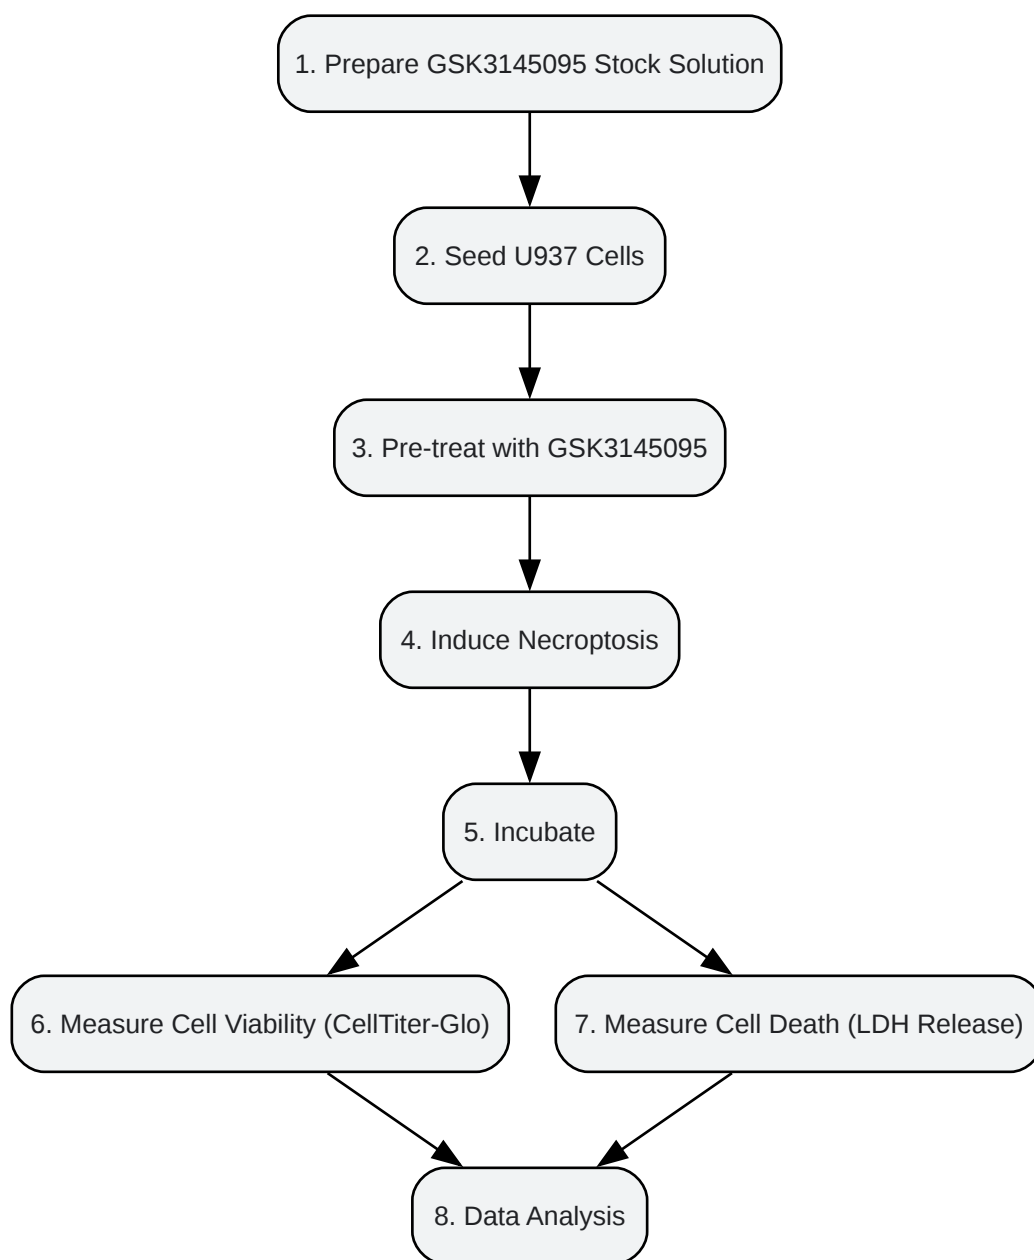 1. Prepare GSK3145095 Stock Solution
2. Seed U937 Cells
3. Pre-treat with GSK3145095
4. Induce Necroptosis
5. Incubate
6. Measure Cell Viability (CellTiter-Glo)
7. Measure Cell Death (LDH Release)
8. Data Analysis